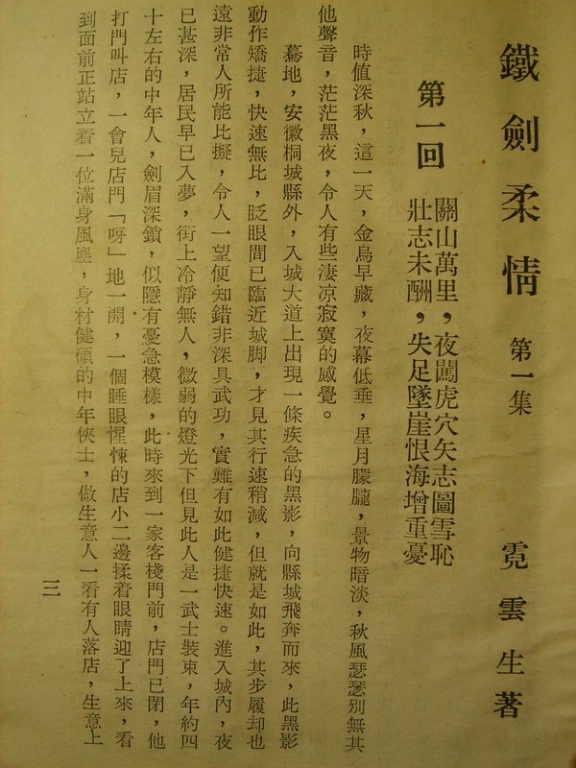 鐵劍柔情 第一集 霓雲生著
第一回
關山萬里，夜闖虎穴矢志圖雪恥
壯志未酬，失足墜崖恨海增重憂
時值深秋，這一天，金烏早藏，夜幕低垂，星月朦朧，景物暗淡，秋風瑟瑟別無其
他聲音，茫茫黑夜，令人有些淒凉寂寞的感覺。
驀地，安徽桐城縣外，入城大道上出現一條疾急的黑影，向縣城飛奔而來，此黑影
動作矯捷，快速無比，眨眼間已臨近城脚，才見其行速稍減，但就是如此，其步履却也
遠非常人所能比擬，令人一望便知錯非深具武功，實難有如此健捷快速。進入城內，夜
已甚深，居民早已入夢，街上冷靜無人，微弱的燈光下但見此人是一武士裝束，年約四
十左右的中年人，劍眉深鎖，似隱有憂急模樣，此時來到一家客棧門前，店門已閉，他
打門叫店，一會兒店門「呀」地一開，一個睡眼惺悚的店小二邊揉着眼睛迎了上來，看
到面前正站立着一位滿身風塵，身材健碩的中年俠士，做生意人一看有人落店，生意上
三